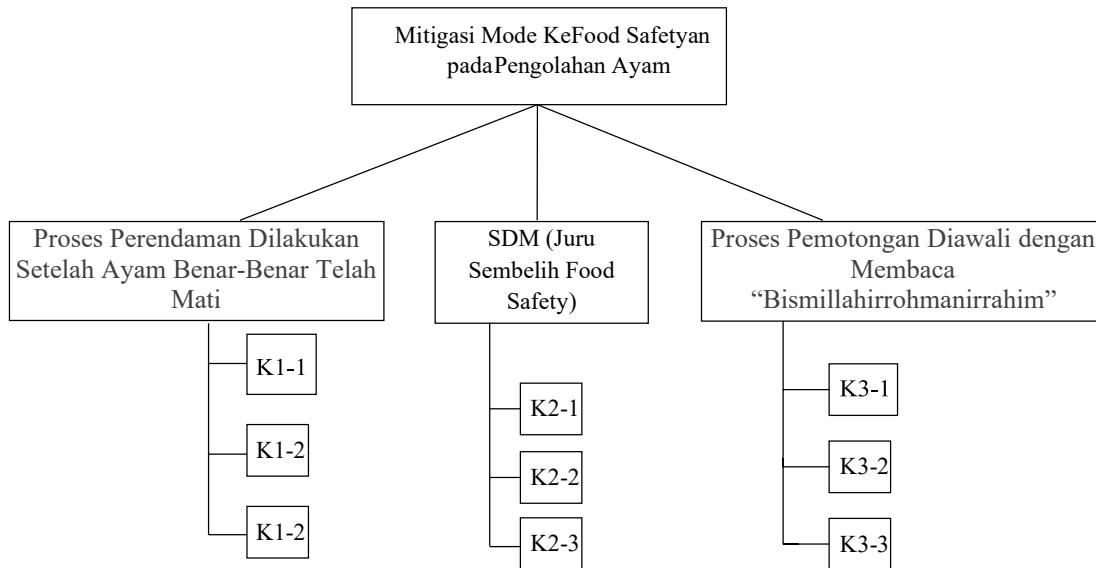 Mitigasi Mode KeFood Safetyan
padaPengolahan Ayam
Proses Perendaman Dilakukan
Setelah Ayam Benar-Benar Telah
Mati
K1-1
K1-2
K1-2
SDM (Juru
Sembelih Food
Safety)
K2-1
K2-2
K2-3
Proses Pemotongan Diawali dengan
Membaca
“Bismillahirrohmanirrahim”
K3-1
K3-2
K3-3